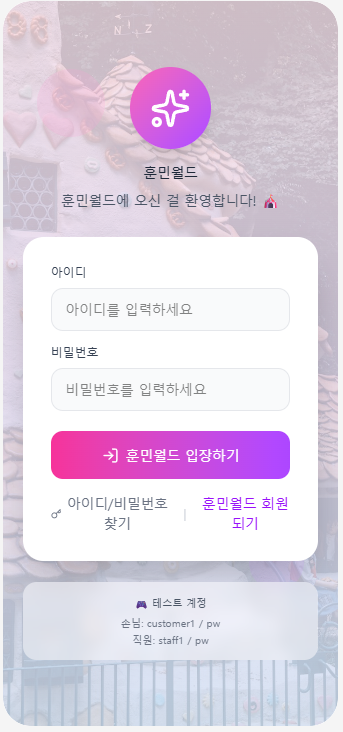 훈민월드
훈민월드에 오신 걸 환영합니다! 🎪
아이디
아이디를 입력하세요
비밀번호
비밀번호를 입력하세요
훈민월드 입장하기
아이디/비밀번호
찾기
|
훈민월드 회원
되기
🎮 테스트 계정
손님: customer1 / pw
직원: staff1 / pw